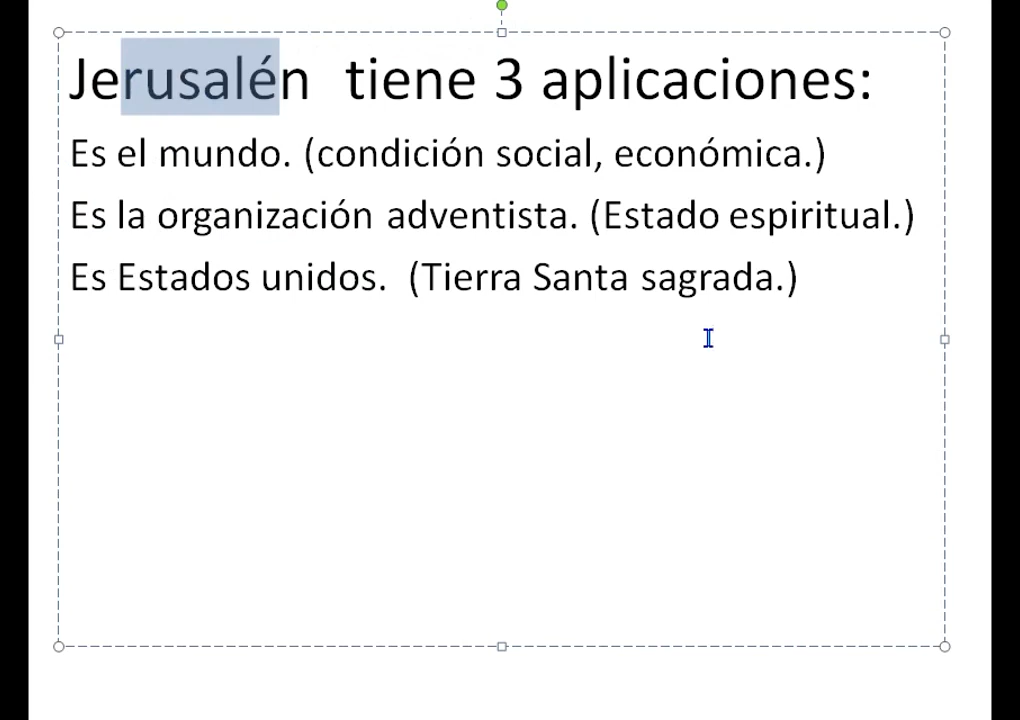 Jerusalén  tiene 3 aplicaciones:
Es el mundo. (condición social, económica.)
Es la organización adventista. (Estado espiritual.)
Es Estados unidos.  (Tierra Santa sagrada.)